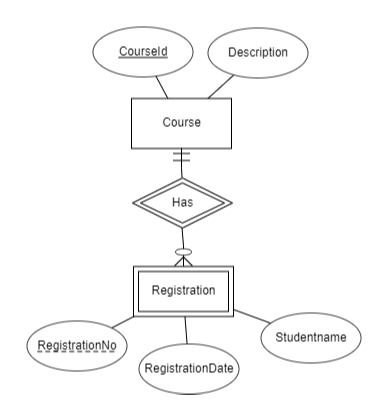 CourseId
Description
Course
Has
Registration
RegistrationNo
RegistrationDate
Studentname